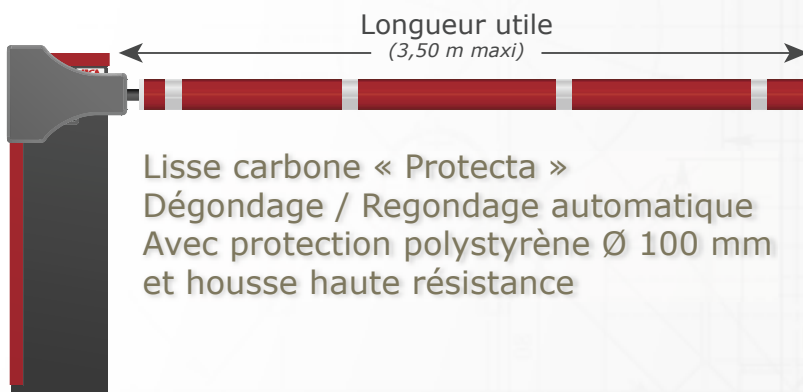 Longueur utile
(3,50 m maxi)
Lisse carbone « Protecta »
Dégondage / Regondage automatique
Avec protection polystyrène Ø 100 mm
et housse haute résistance